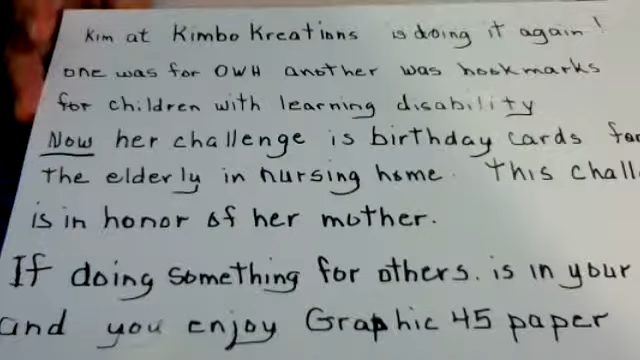 Kim at Kimbo Kreations is doing it again!
one was for OWH another was bookmarks
for children with learning disability
Now her challenge is birthday cards for
the elderly in nursing home. This chall
is in honor of her mother.
If doing something for others. is in your
and you enjoy Graphic 45 paper